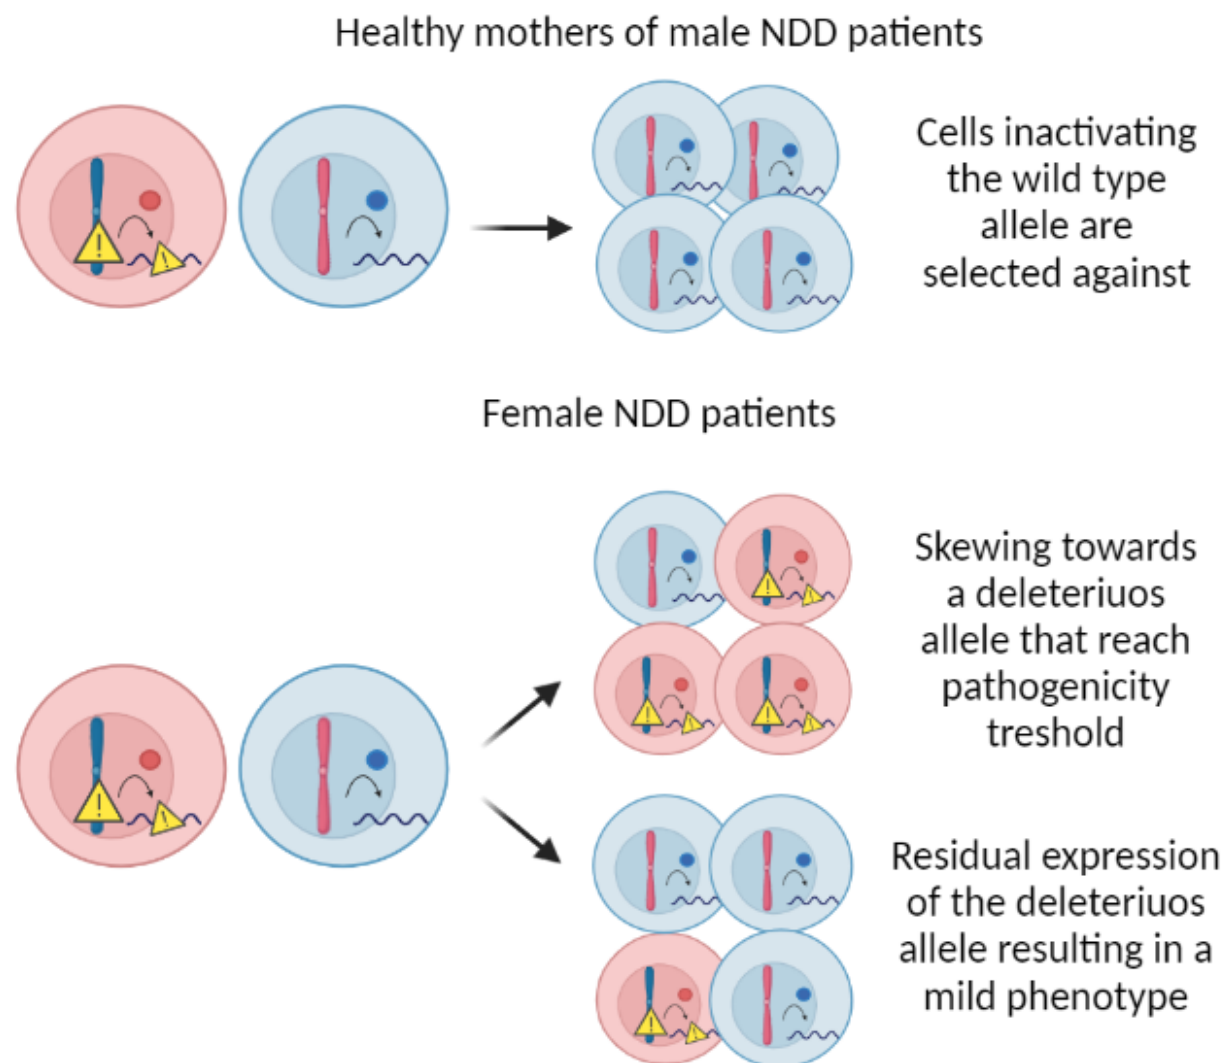 Healthy mothers of male NDD patients
Cells inactivating
the wild type
allele are
selected against
Female NDD patients
Skewing towards
a deleteriuos
allele that reach
pathogenicity
treshold
Residual expression
of the deleteriuos
allele resulting in a
mild phenotype